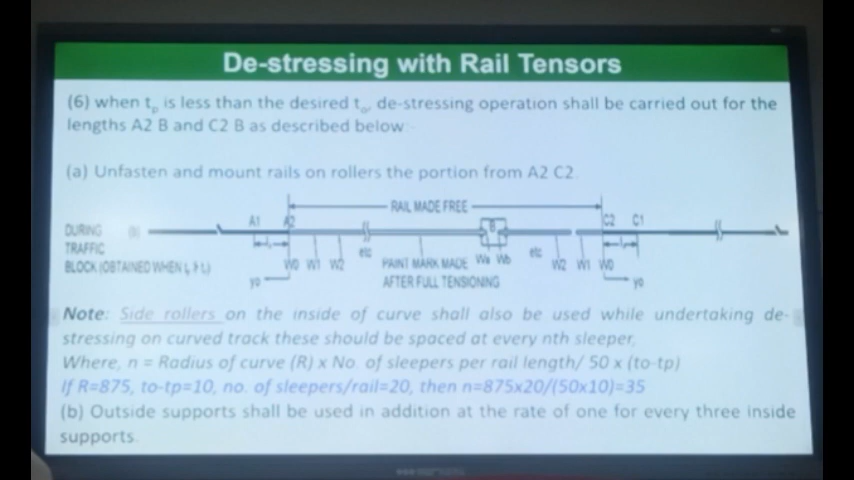 De-stressing with Rail Tensors
(6) when tp is less than the desired to, de-stressing operation shall be carried out for the
lengths A2 B and C2 B as described below:-
(a) Unfasten and mount rails on rollers the portion from A2 C2.
RAIL MADE FREE
A1 A2 B C2 C1
DURING
TRAFFIC
BLOCK (OBTAINED WHEN
W0 W1 W2 etc PAINT MARK MADE Wa Wb etc W2 W1 W0
yo AFTER FULL TENSIONING yo
Note: Side rollers on the inside of curve shall also be used while undertaking de-
stressing on curved track these should be spaced at every nth sleeper,
Where, n = Radius of curve (R) x No. of sleepers per rail length/ 50 x (to-tp)
If R=875, to-tp=10, no. of sleepers/rail=20, then n=875x20/(50x10)=35
(b) Outside supports shall be used in addition at the rate of one for every three inside
supports.